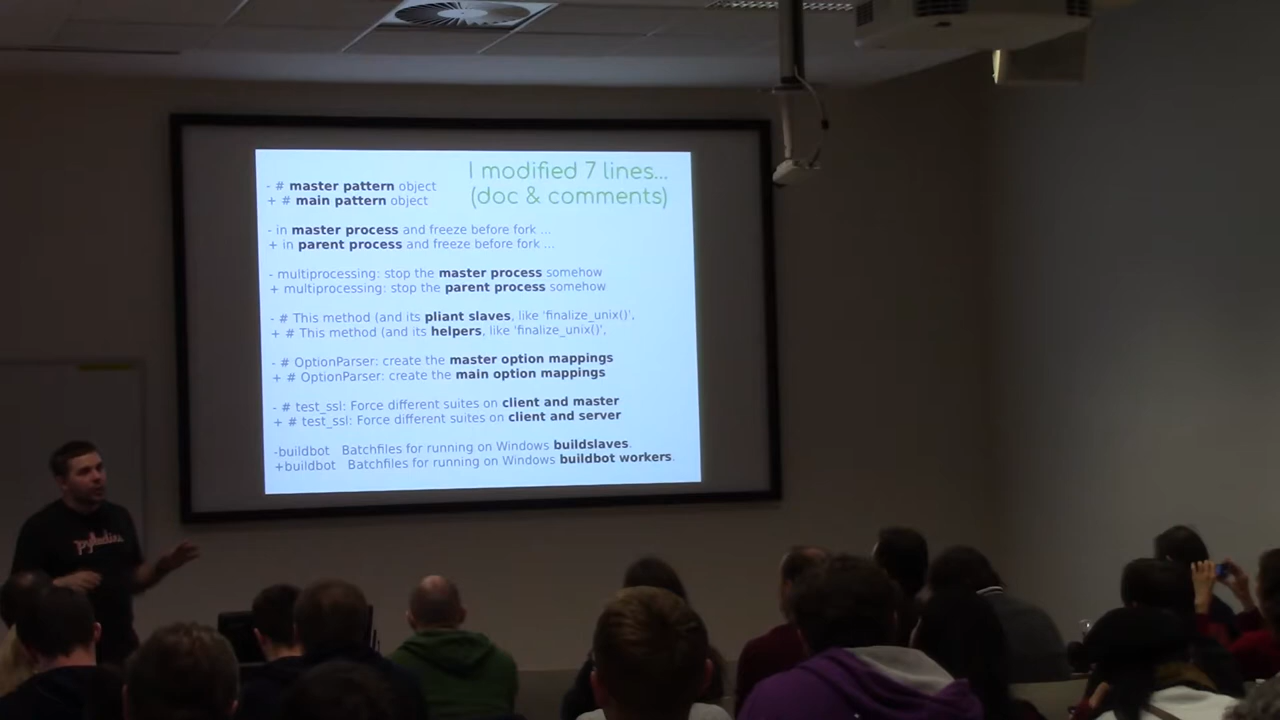 I modified 7 lines...
(doc & comments)
- # master pattern object
+ # main pattern object
- in master process and freeze before fork ...
+ in parent process and freeze before fork ...
- multiprocessing: stop the master process somehow
+ multiprocessing: stop the parent process somehow
- # This method (and its pliant slaves, like 'finalize_unix()',
+ # This method (and its helpers, like 'finalize_unix()',
- # OptionParser: create the master option mappings
+ # OptionParser: create the main option mappings
- # test_ssl: Force different suites on client and master
+ # test_ssl: Force different suites on client and server
-buildbot Batchfiles for running on Windows buildslaves.
+buildbot Batchfiles for running on Windows buildbot workers.
pyladies